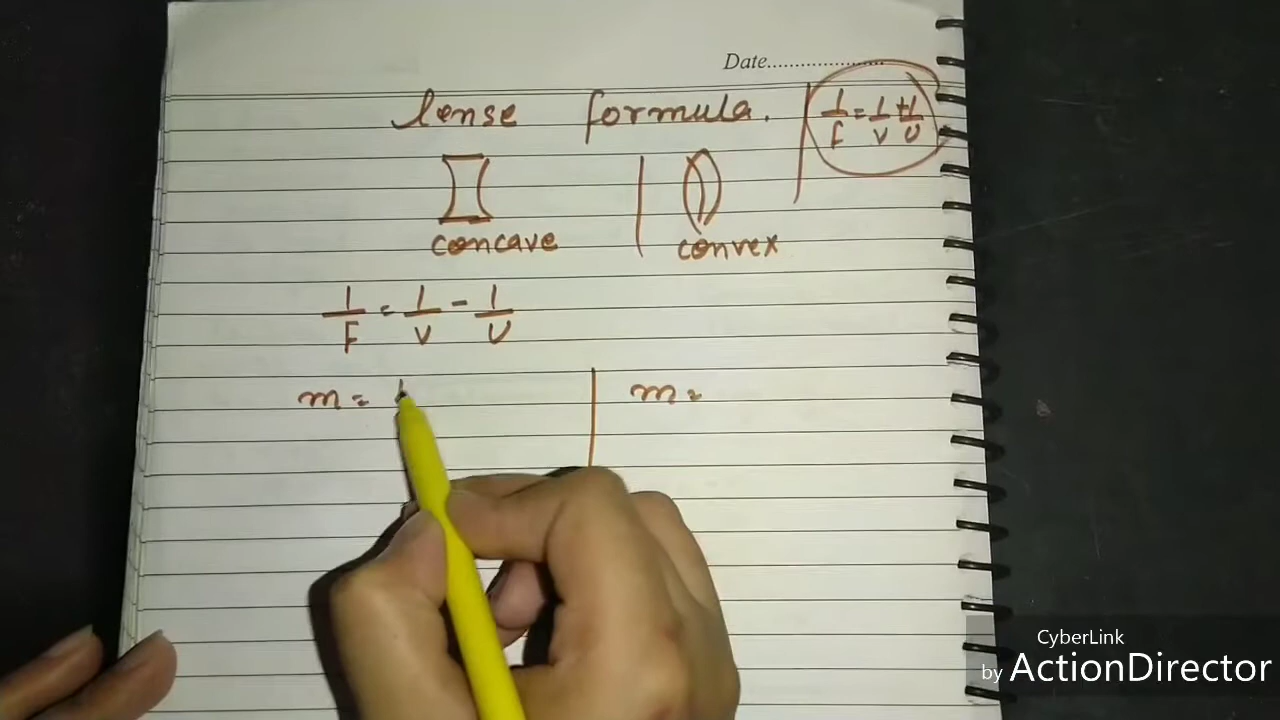 Date.....................
lense formula.
1/F = 1/V + 1/U
concave
convex
1/F = 1/V - 1/U
m =
m =
CyberLink
by ActionDirector